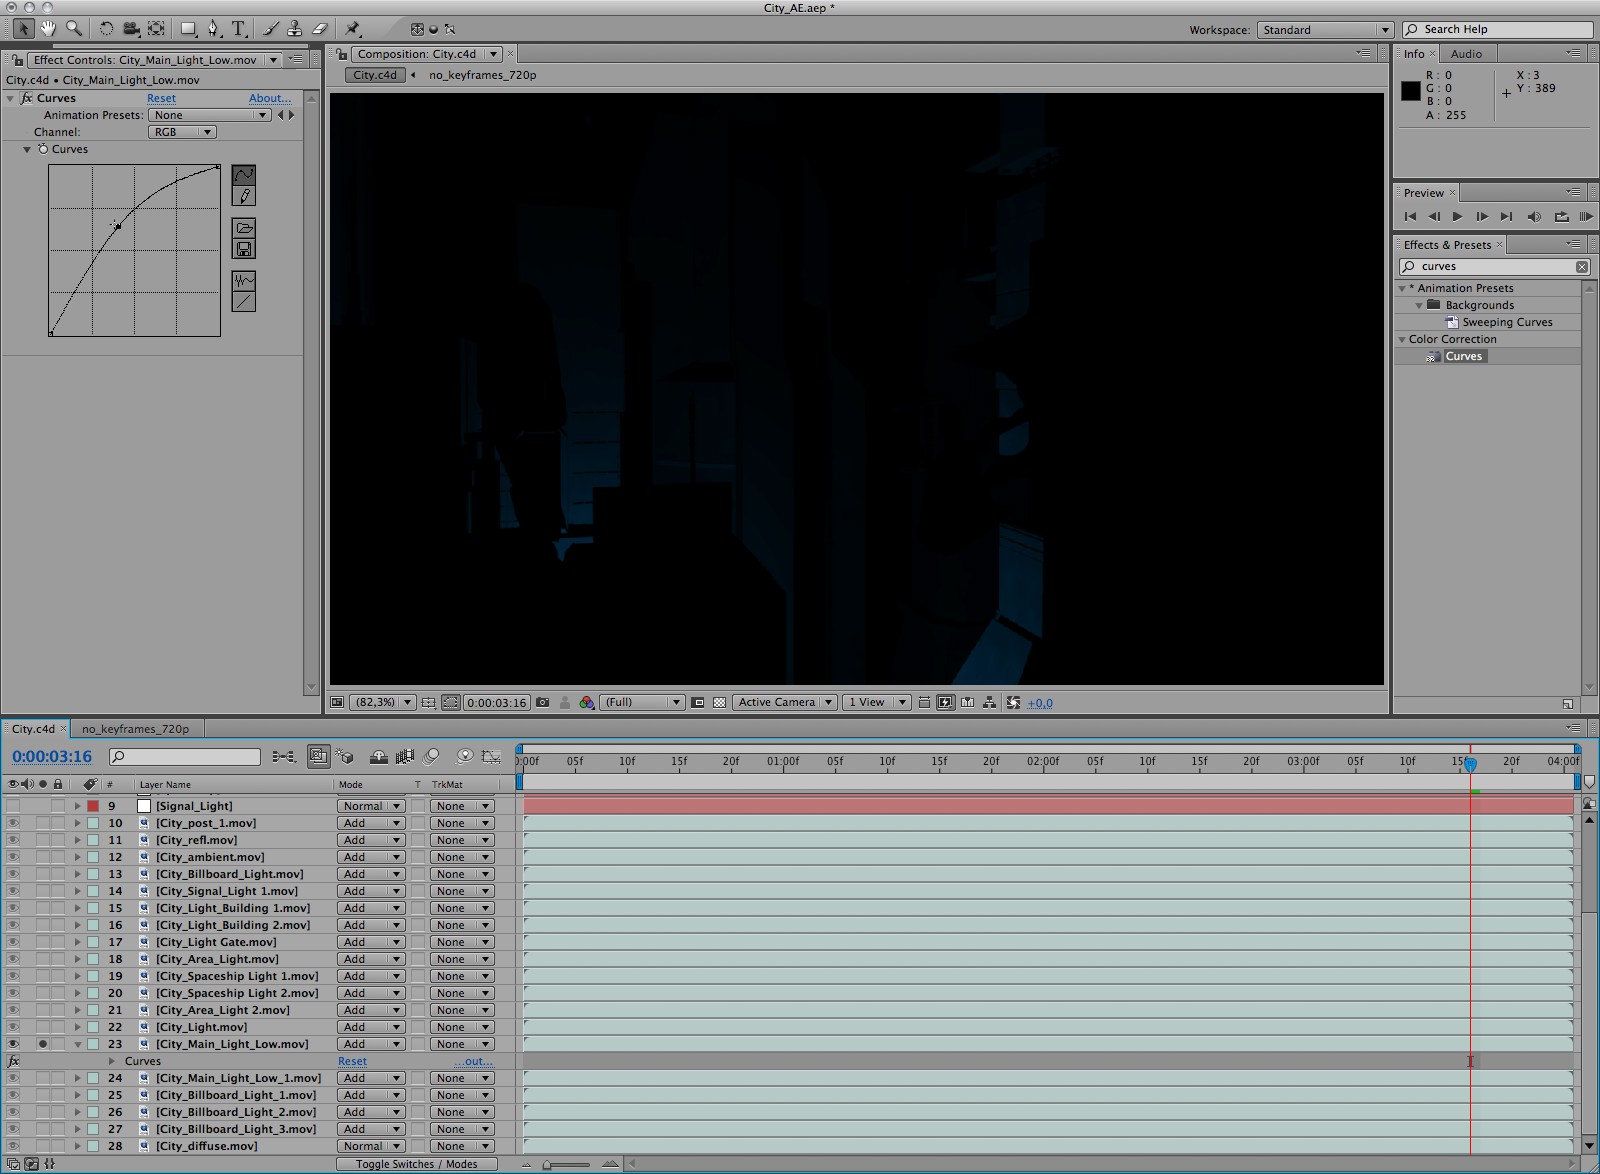 City_AE.aep *
Workspace: Standard Search Help
Effect Controls: City_Main_Light_Low.mov
City.c4d • City_Main_Light_Low.mov
fx Curves Reset About...
Animation Presets: None
Channel: RGB
Curves
Composition: City.c4d
City.c4d no_keyframes_720p
(82,3%) 0:00:03:16 (Full) Active Camera 1 View +0,0
Info Audio
R : 0
G : 0
B : 0
A : 255
X : 3
Y : 389
Preview
Effects & Presets
curves
* Animation Presets
Backgrounds
Sweeping Curves
Color Correction
Curves
City.c4d no_keyframes_720p
0:00:03:16
):00f 05f 10f 15f 20f 01:00f 05f 10f 15f 20f 02:00f 05f 10f 15f 20f 03:00f 05f 10f 15f 20f 04:00f
# Layer Name Mode T TrkMat
9 [Signal_Light] Normal None
10 [City_post_1.mov] Add None
11 [City_refl.mov] Add None
12 [City_ambient.mov] Add None
13 [City_Billboard_Light.mov] Add None
14 [City_Signal_Light 1.mov] Add None
15 [City_Light_Building 1.mov] Add None
16 [City_Light_Building 2.mov] Add None
17 [City_Light Gate.mov] Add None
18 [City_Area_Light.mov] Add None
19 [City_Spaceship Light 1.mov] Add None
20 [City_Spaceship Light 2.mov] Add None
21 [City_Area_Light 2.mov] Add None
22 [City_Light.mov] Add None
23 [City_Main_Light_Low.mov] Add None
fx Curves Reset ...out...
24 [City_Main_Light_Low_1.mov] Add None
25 [City_Billboard_Light_1.mov] Add None
26 [City_Billboard_Light_2.mov] Add None
27 [City_Billboard_Light_3.mov] Add None
28 [City_diffuse.mov] Normal None
Toggle Switches / Modes